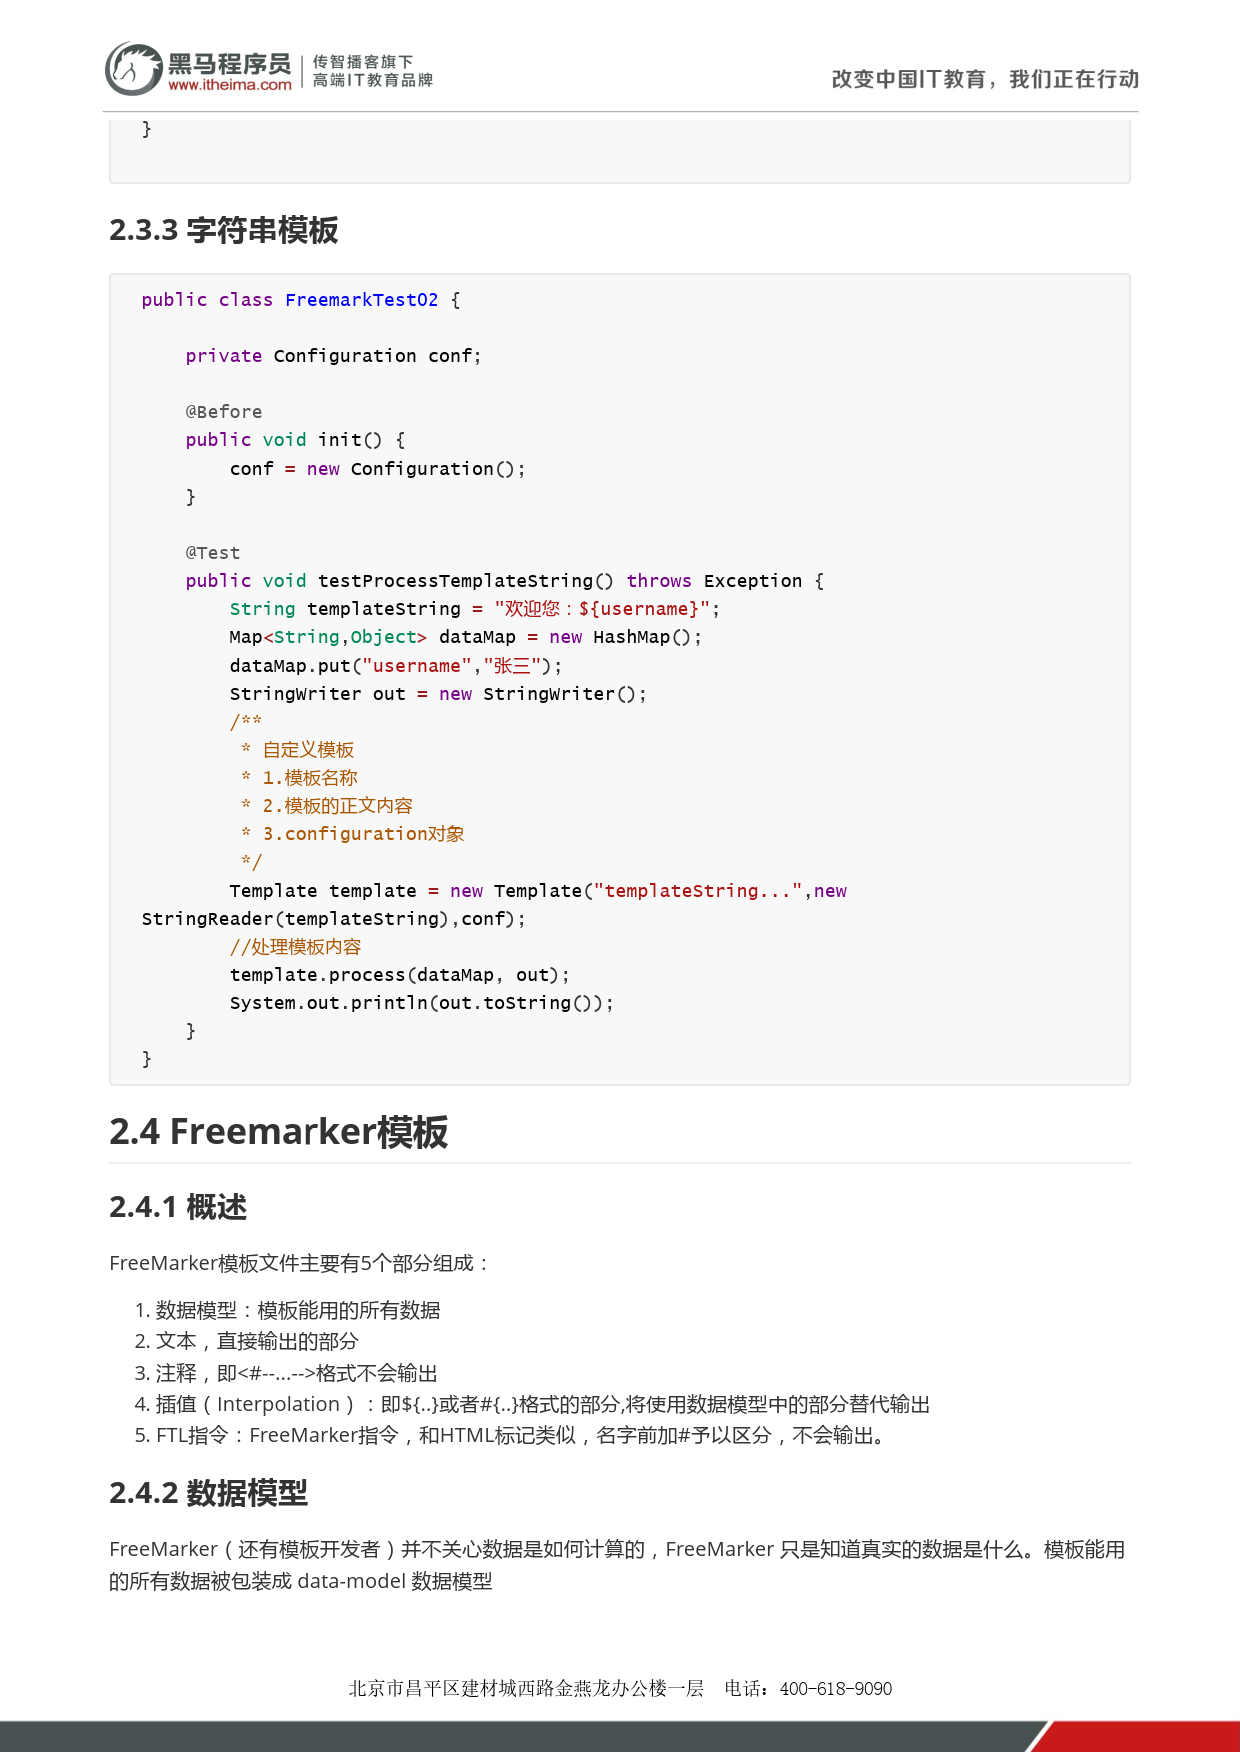 黑马程序员
www.itheima.com
传智播客旗下
高端IT教育品牌
改变中国IT教育，我们正在行动
}
2.3.3 字符串模板
public class FreemarkTest02 {
private Configuration conf;
@Before
public void init() {
conf = new Configuration();
}
@Test
public void testProcessTemplateString() throws Exception {
String templateString = "欢迎您：${username}";
Map<String,Object> dataMap = new HashMap();
dataMap.put("username","张三");
StringWriter out = new StringWriter();
/**
* 自定义模板
* 1.模板名称
* 2.模板的正文内容
* 3.configuration对象
*/
Template template = new Template("templateString...",new
StringReader(templateString),conf);
//处理模板内容
template.process(dataMap, out);
System.out.println(out.toString());
}
}
2.4 Freemarker模板
2.4.1 概述
FreeMarker模板文件主要有5个部分组成：
1. 数据模型：模板能用的所有数据
2. 文本，直接输出的部分
3. 注释，即<#--...-->格式不会输出
4. 插值（Interpolation）：即${..}或者#{..}格式的部分,将使用数据模型中的部分替代输出
5. FTL指令：FreeMarker指令，和HTML标记类似，名字前加#予以区分，不会输出。
2.4.2 数据模型
FreeMarker（还有模板开发者）并不关心数据是如何计算的，FreeMarker 只是知道真实的数据是什么。模板能用
的所有数据被包装成 data-model 数据模型
北京市昌平区建材城西路金燕龙办公楼一层 电话：400-618-9090